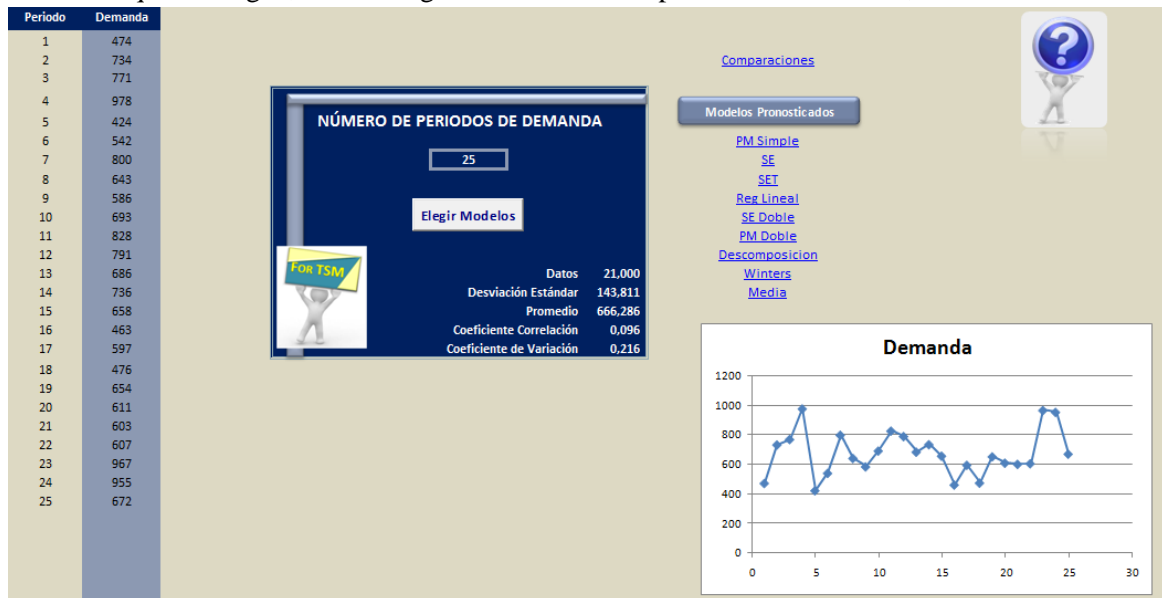 Periodo Demanda
1 474
2 734
3 771
4 978
5 424
6 542
7 800
8 643
9 586
10 693
11 828
12 791
13 686
14 736
15 658
16 463
17 597
18 476
19 654
20 611
21 603
22 607
23 967
24 955
25 672
NÚMERO DE PERIODOS DE DEMANDA
25
Elegir Modelos
FOR TSM
Datos 21,000
Desviación Estándar 143,811
Promedio 666,286
Coeficiente Correlación 0,096
Coeficiente de Variación 0,216
Comparaciones
Modelos Pronosticados
PM Simple
SE
SET
Reg Lineal
SE Doble
PM Doble
Descomposicion
Winters
Media
?
Demanda
1200
1000
800
600
400
200
0
0 5 10 15 20 25 30